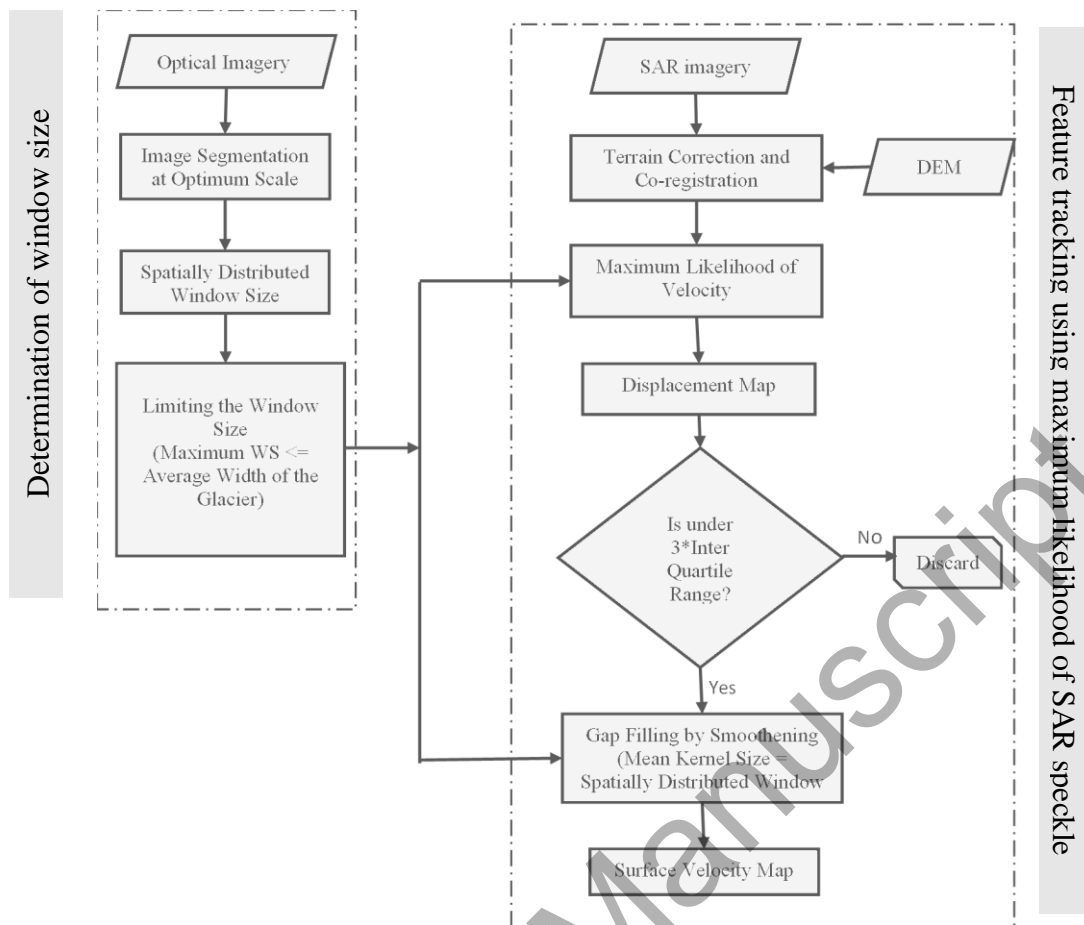 Determination of window size
Optical Imagery
Image Segmentation
at Optimum Scale
Spatially Distributed
Window Size
Limiting the Window
Size
(Maximum WS <=
Average Width of the
Glacier)
SAR imagery
Terrain Correction and
Co-registration
DEM
Maximum Likelihood of
Velocity
Displacement Map
Is under
3*Inter
Quartile
Range?
No
Discard
Yes
Gap Filling by Smoothening
(Mean Kernel Size =
Spatially Distributed Window
Surface Velocity Map
Feature tracking using maximum likelihood of SAR speckle
Manuscript